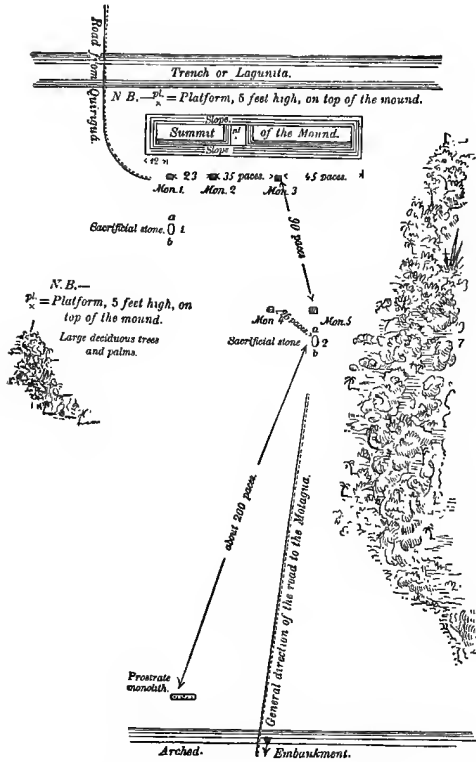 Road from Quirigua.
Trench or Lagunita.
N B.—pl. x = Platform, 5 feet high, on top of the mound.
Slope.
Summit pl. x of the Mound.
Slope
< 12 > 23 > < 35 paces. > < 45 paces. >
Mon. 1. Mon. 2 Mon. 3
90 paces
a
Sacrificial stone. 1.
b
N.B.—
pl. x = Platform, 5 feet high, on
top of the mound.
Large deciduous trees
and palms.
Mon 4 paces Mon. 5
a
Sacrificial stone 2
b
about 200 paces.
General direction of the road to the Motagua.
Prostrate
monolith.
Arched. Embankment.